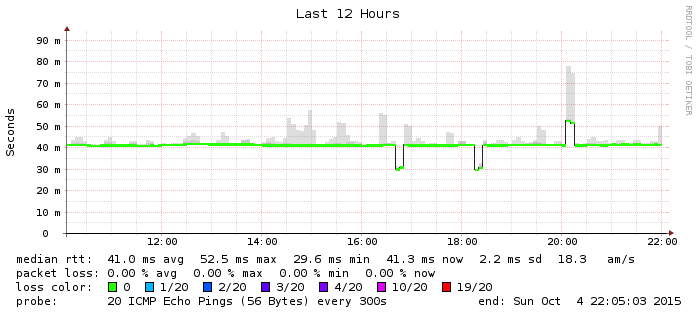 Last 12 Hours
RRDTOOL / TOBI OETIKER
Seconds
90 m
80 m
70 m
60 m
50 m
40 m
30 m
20 m
10 m
0
12:00 14:00 16:00 18:00 20:00 22:00
median rtt: 41.0 ms avg 52.5 ms max 29.6 ms min 41.3 ms now 2.2 ms sd 18.3 am/s
packet loss: 0.00 % avg 0.00 % max 0.00 % min 0.00 % now
loss color: 0 1/20 2/20 3/20 4/20 10/20 19/20
probe: 20 ICMP Echo Pings (56 Bytes) every 300s end: Sun Oct 4 22:05:03 2015